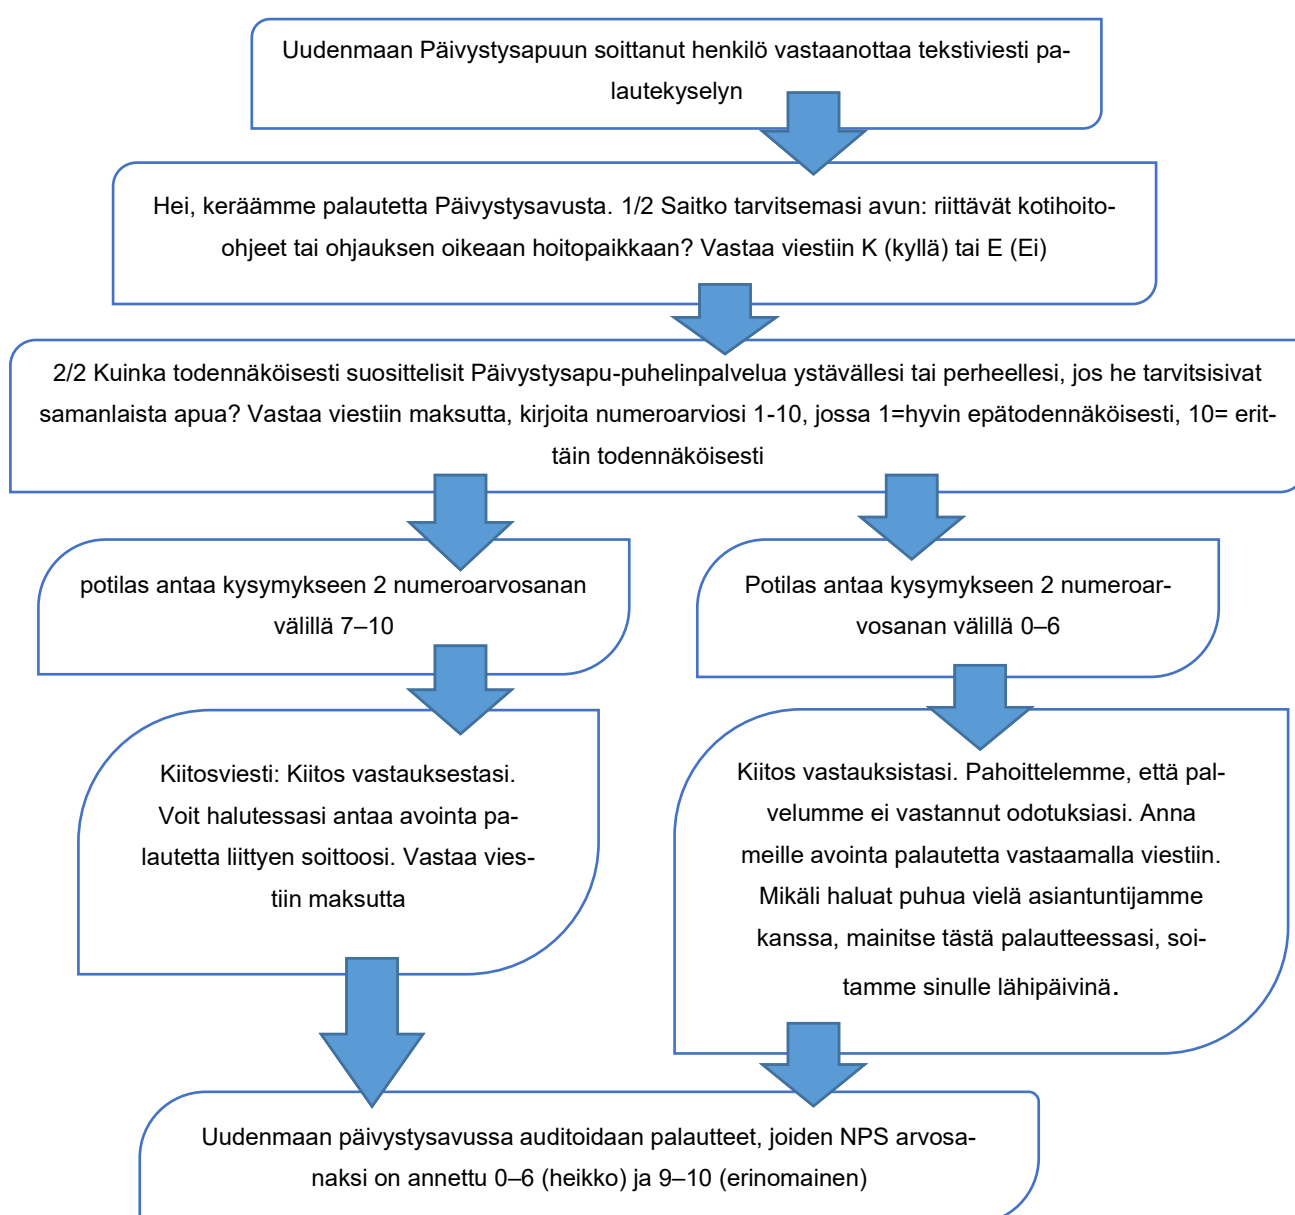 Uudenmaan Päivystysapuun soittanut henkilö vastaanottaa tekstiviesti pa-
lautekyselyn
Hei, keräämme palautetta Päivystysavusta. 1/2 Saitko tarvitsemasi avun: riittävät kotihoito-
ohjeet tai ohjauksen oikeaan hoitopaikkaan? Vastaa viestiin K (kyllä) tai E (Ei)
2/2 Kuinka todennäköisesti suosittelisit Päivystysapu-puhelinpalvelua ystävällesi tai perheellesi, jos he tarvitsisivat
samanlaista apua? Vastaa viestiin maksutta, kirjoita numeroarviosi 1-10, jossa 1=hyvin epätodennäköisesti, 10= erit-
täin todennäköisesti
potilas antaa kysymykseen 2 numeroarvosanan
välillä 7–10
Potilas antaa kysymykseen 2 numeroar-
vosanan välillä 0–6
Kiitosviesti: Kiitos vastauksestasi.
Voit halutessasi antaa avointa pa-
lautetta liittyen soittoosi. Vastaa vies-
tiin maksutta
Kiitos vastauksistasi. Pahoittelemme, että pal-
velumme ei vastannut odotuksiasi. Anna
meille avointa palautetta vastaamalla viestiin.
Mikäli haluat puhua vielä asiantuntijamme
kanssa, mainitse tästä palautteessasi, soi-
tamme sinulle lähipäivinä.
Uudenmaan päivystysavussa auditoidaan palautteet, joiden NPS arvosa-
naksi on annettu 0–6 (heikko) ja 9–10 (erinomainen)